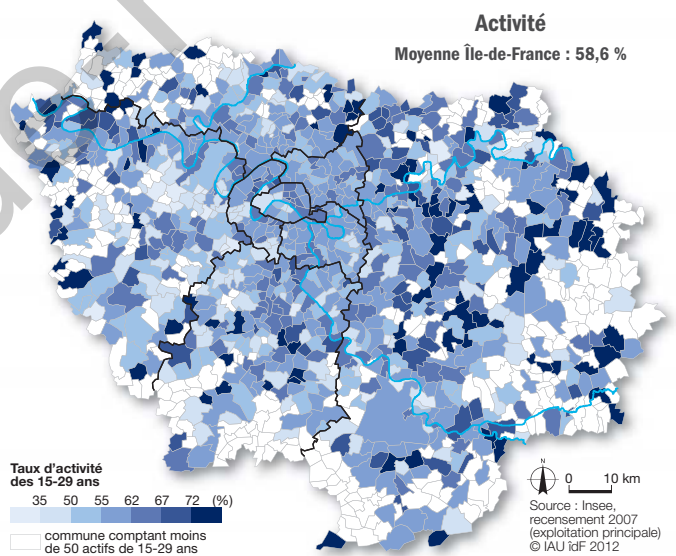 Activité
Moyenne Île-de-France : 58,6 %
Taux d'activité
des 15-29 ans
35 50 55 62 67 72 (%)
commune comptant moins
de 50 actifs de 15-29 ans
N
0 10 km
Source : Insee,
recensement 2007
(exploitation principale)
© IAU îdF 2012